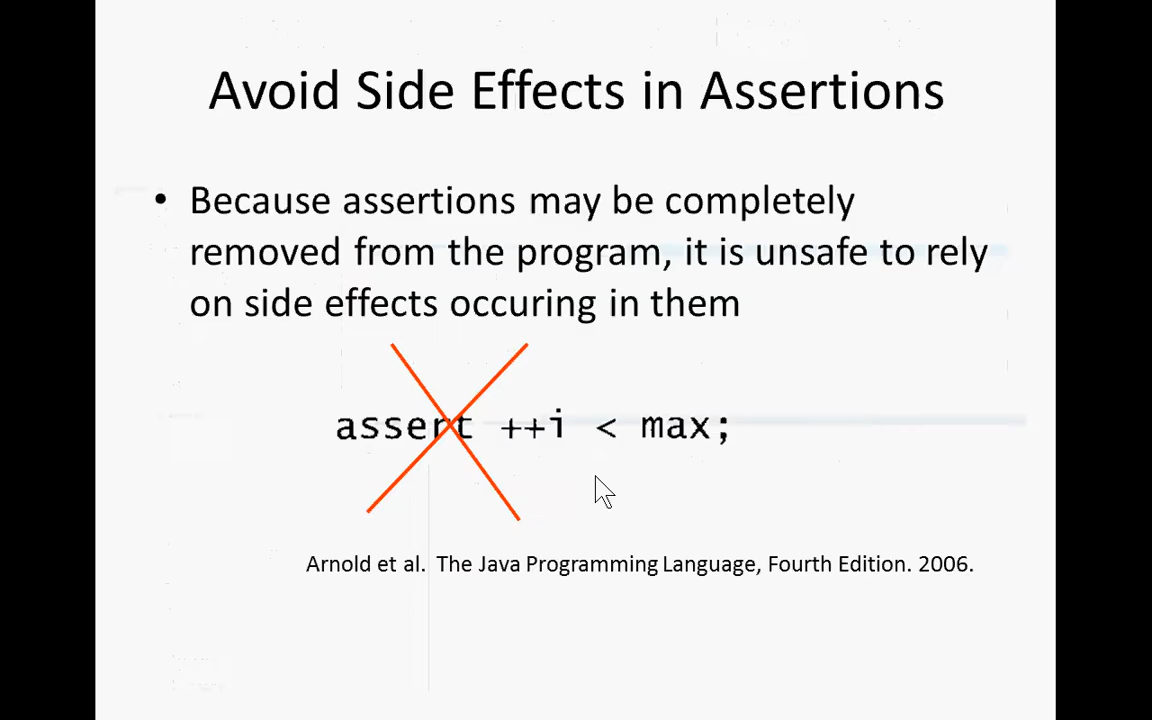 Avoid Side Effects in Assertions
• Because assertions may be completely
removed from the program, it is unsafe to rely
on side effects occuring in them
assert ++i < max;
Arnold et al. The Java Programming Language, Fourth Edition. 2006.